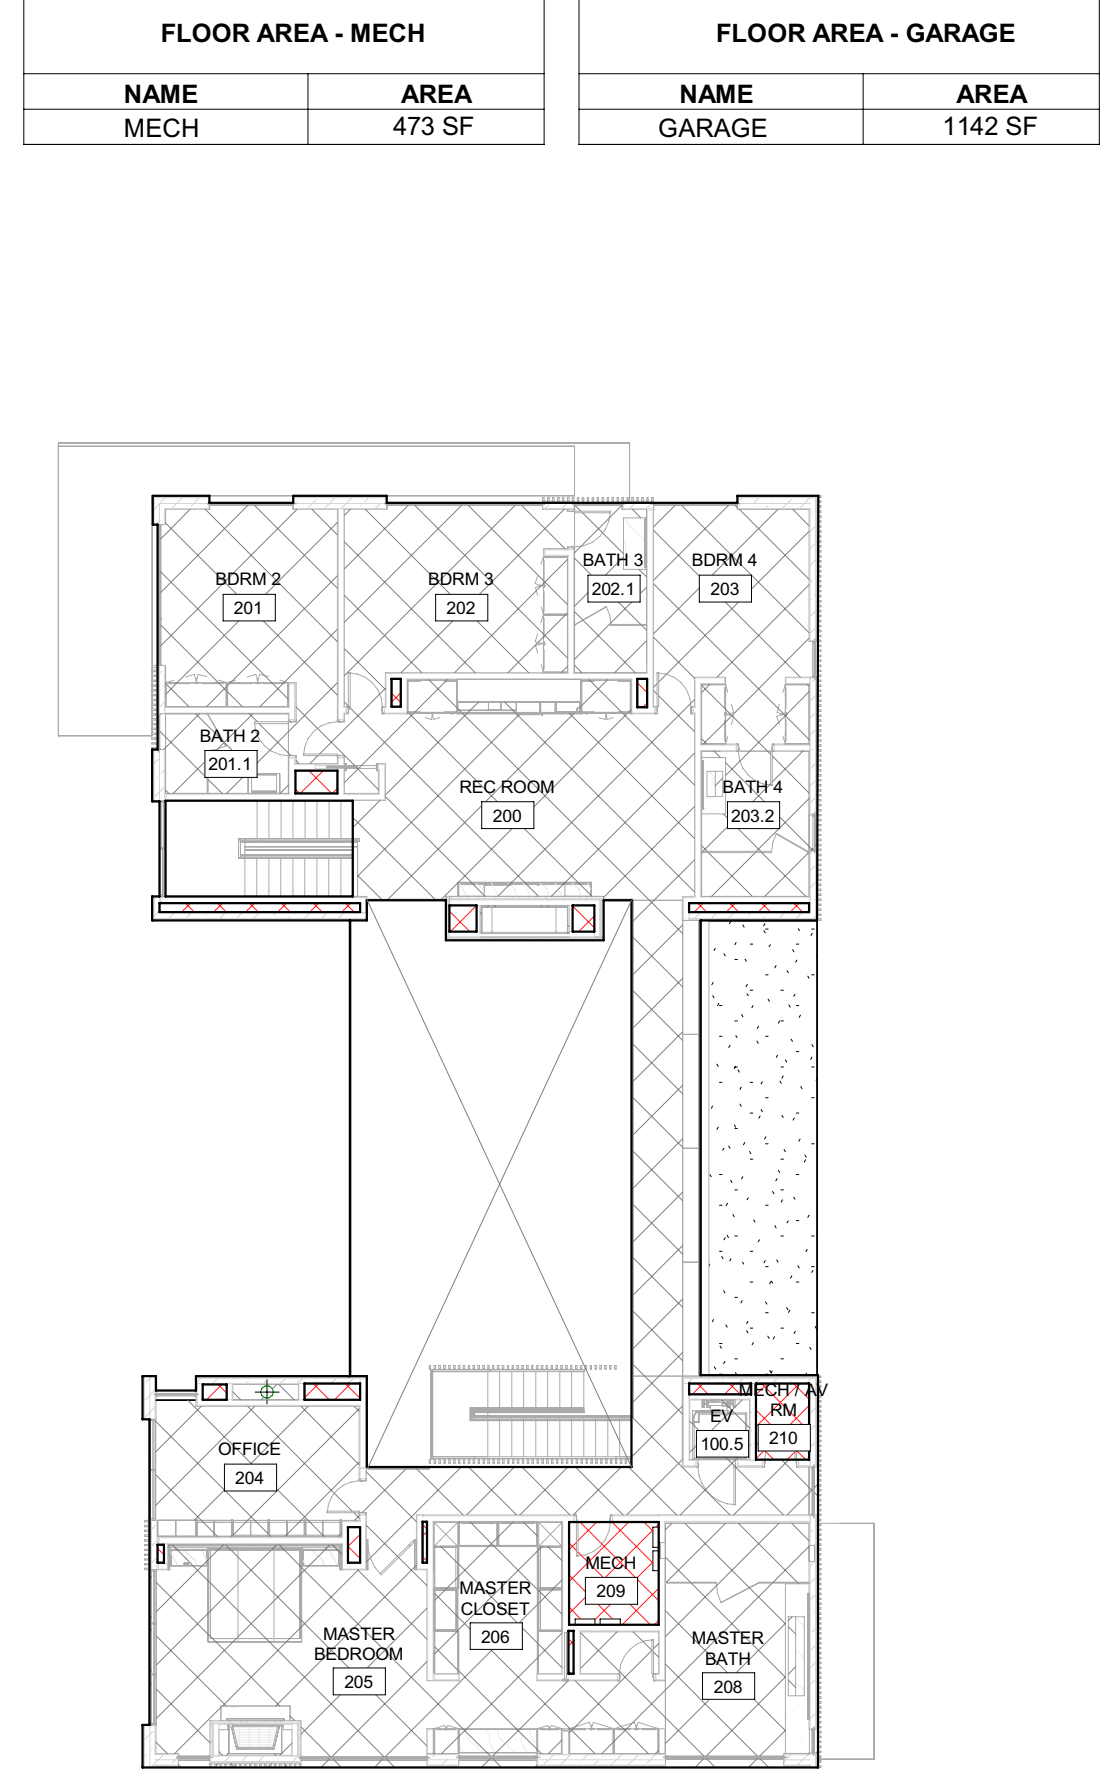 FLOOR AREA - MECH
NAME AREA
MECH 473 SF
FLOOR AREA - GARAGE
NAME AREA
GARAGE 1142 SF
BDRM 2
201
BDRM 3
202
BATH 3
202.1
BDRM 4
203
BATH 2
201.1
REC ROOM
200
BATH 4
203.2
MECH / AV
RM
210
EV
100.5
OFFICE
204
MECH
209
MASTER
CLOSET
206
MASTER
BEDROOM
205
MASTER
BATH
208